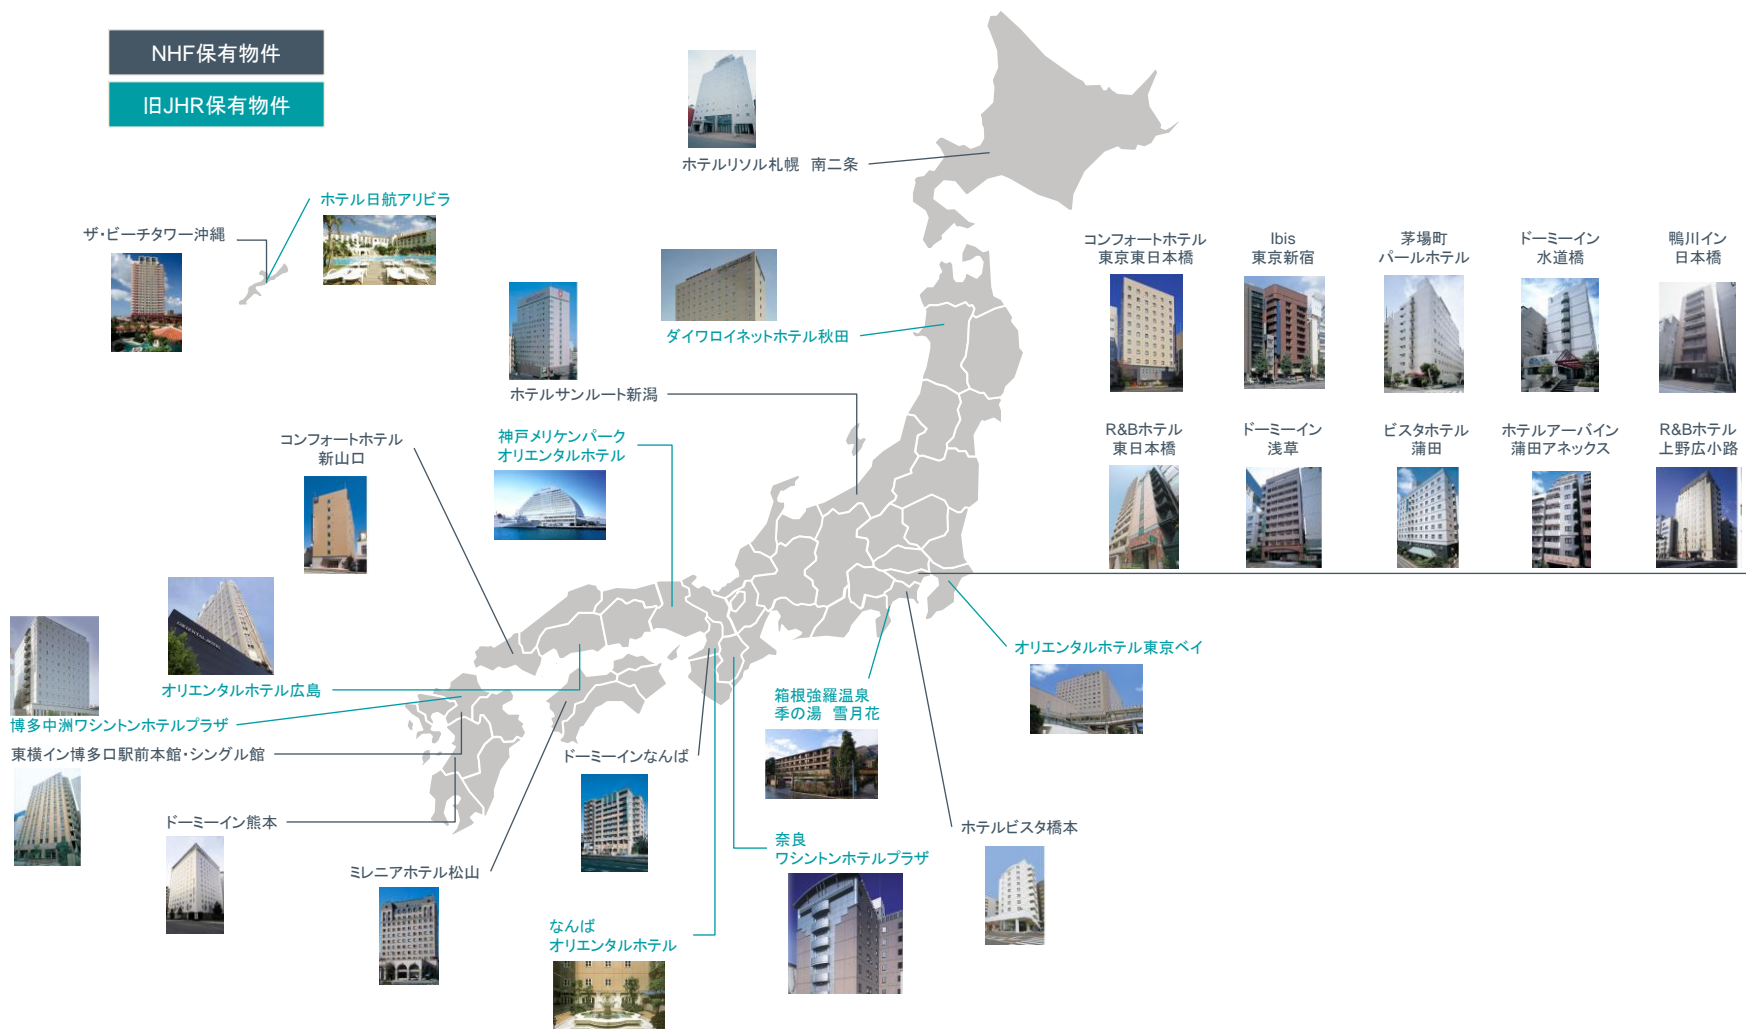 NHF保有物件
旧JHR保有物件
ホテルリソル札幌 南二条
ホテル日航アリビラ
ザ・ビーチタワー沖縄
コンフォートホテル
東京東日本橋
Ibis
東京新宿
茅場町
パールホテル
ドーミーイン
水道橋
鴨川イン
日本橋
ダイワロイネットホテル秋田
ホテルサンルート新潟
コンフォートホテル
新山口
神戸メリケンパーク
オリエンタルホテル
R&Bホテル
東日本橋
ドーミーイン
浅草
ビスタホテル
蒲田
ホテルアーバイン
蒲田アネックス
R&Bホテル
上野広小路
オリエンタルホテル東京ベイ
オリエンタルホテル広島
箱根強羅温泉
季の湯 雪月花
博多中洲ワシントンホテルプラザ
東横イン博多口駅前本館・シングル館
ドーミーインなんば
ドーミーイン熊本
ホテルビスタ橋本
奈良
ワシントンホテルプラザ
ミレニアホテル松山
なんば
オリエンタルホテル